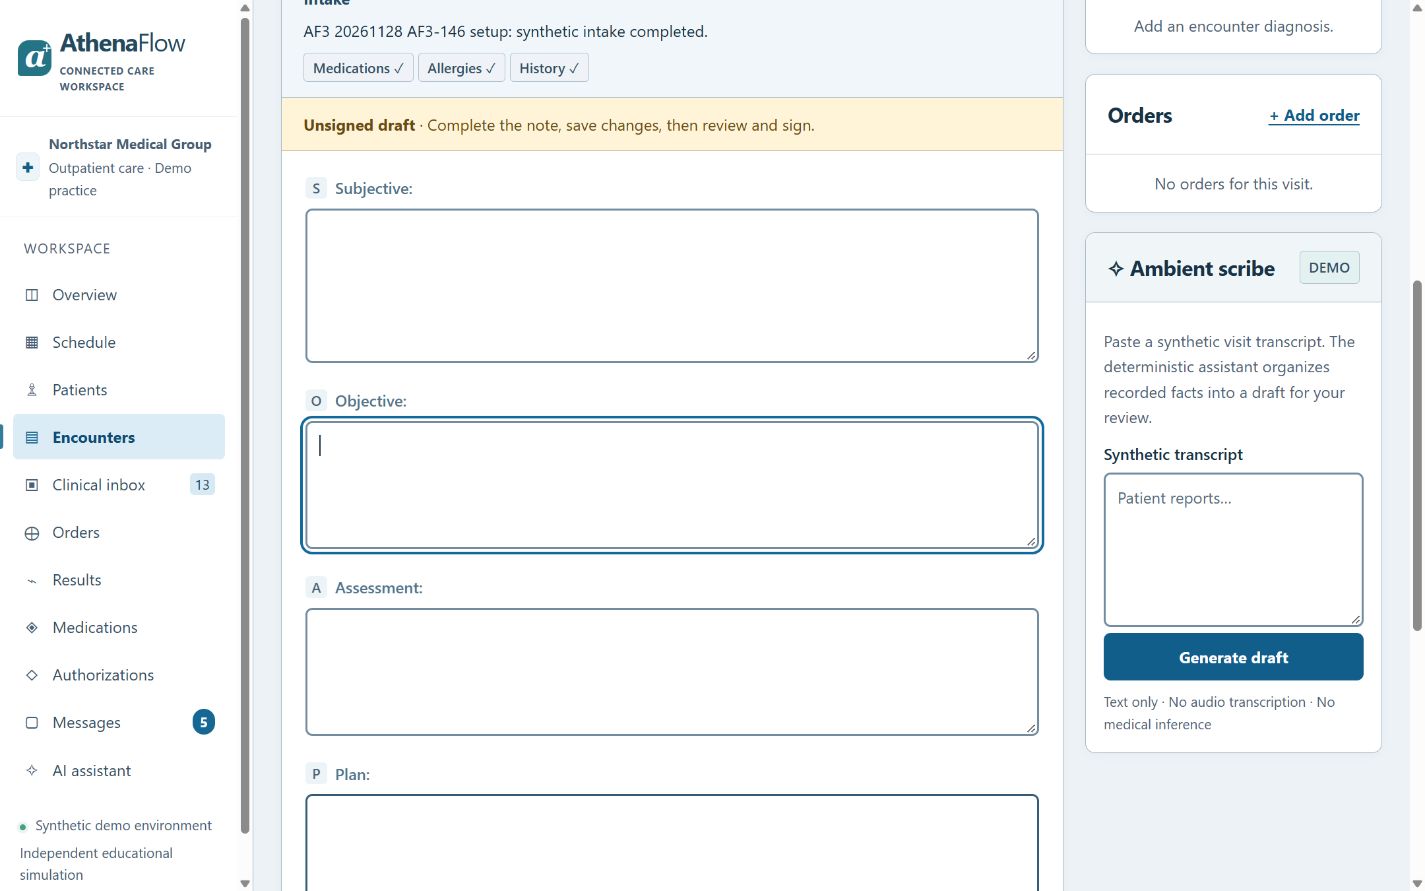 AthenaFlow
CONNECTED CARE
WORKSPACE
Northstar Medical Group
Outpatient care · Demo
practice
WORKSPACE
Overview
Schedule
Patients
Encounters
Clinical inbox 13
Orders
Results
Medications
Authorizations
Messages 5
AI assistant
Synthetic demo environment
Independent educational
simulation
Intake
AF3 20261128 AF3-146 setup: synthetic intake completed.
Medications ✓ Allergies ✓ History ✓
Unsigned draft · Complete the note, save changes, then review and sign.
S Subjective:
O Objective:
A Assessment:
P Plan:
Add an encounter diagnosis.
Orders + Add order
No orders for this visit.
Ambient scribe DEMO
Paste a synthetic visit transcript. The
deterministic assistant organizes
recorded facts into a draft for your
review.
Synthetic transcript
Patient reports...
Generate draft
Text only · No audio transcription · No
medical inference